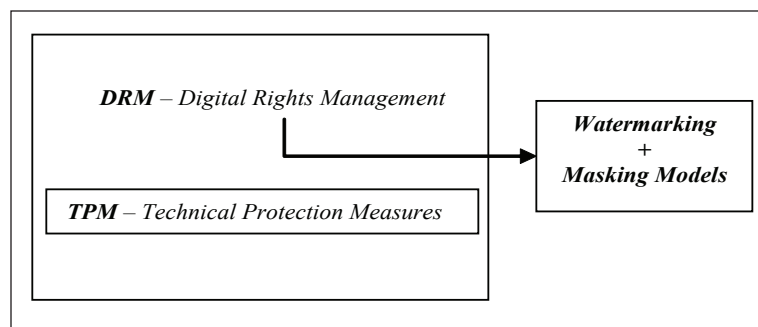 DRM – Digital Rights Management
Watermarking
+
Masking Models
TPM – Technical Protection Measures